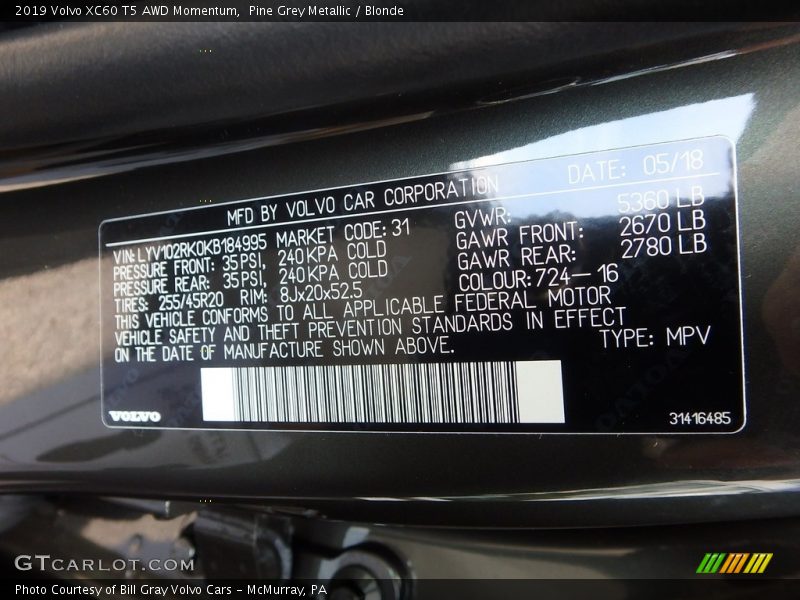 2019 Volvo XC60 T5 AWD Momentum, Pine Grey Metallic / Blonde
DATE: 05/18
MFD BY VOLVO CAR CORPORATION
VIN: LYV102RK0KB184995 MARKET CODE: 31
PRESSURE FRONT: 35PSI, 240KPA COLD
PRESSURE REAR: 35PSI, 240KPA COLD
TIRES: 255/45R20 RIM: 8Jx20x52.5
GVWR: 5360 LB
GAWR FRONT: 2670 LB
GAWR REAR: 2780 LB
COLOUR: 724-16
THIS VEHICLE CONFORMS TO ALL APPLICABLE FEDERAL MOTOR
VEHICLE SAFETY AND THEFT PREVENTION STANDARDS IN EFFECT
ON THE DATE OF MANUFACTURE SHOWN ABOVE.
TYPE: MPV
VOLVO
31416485
GTCARLOT.COM
Photo Courtesy of Bill Gray Volvo Cars - McMurray, PA